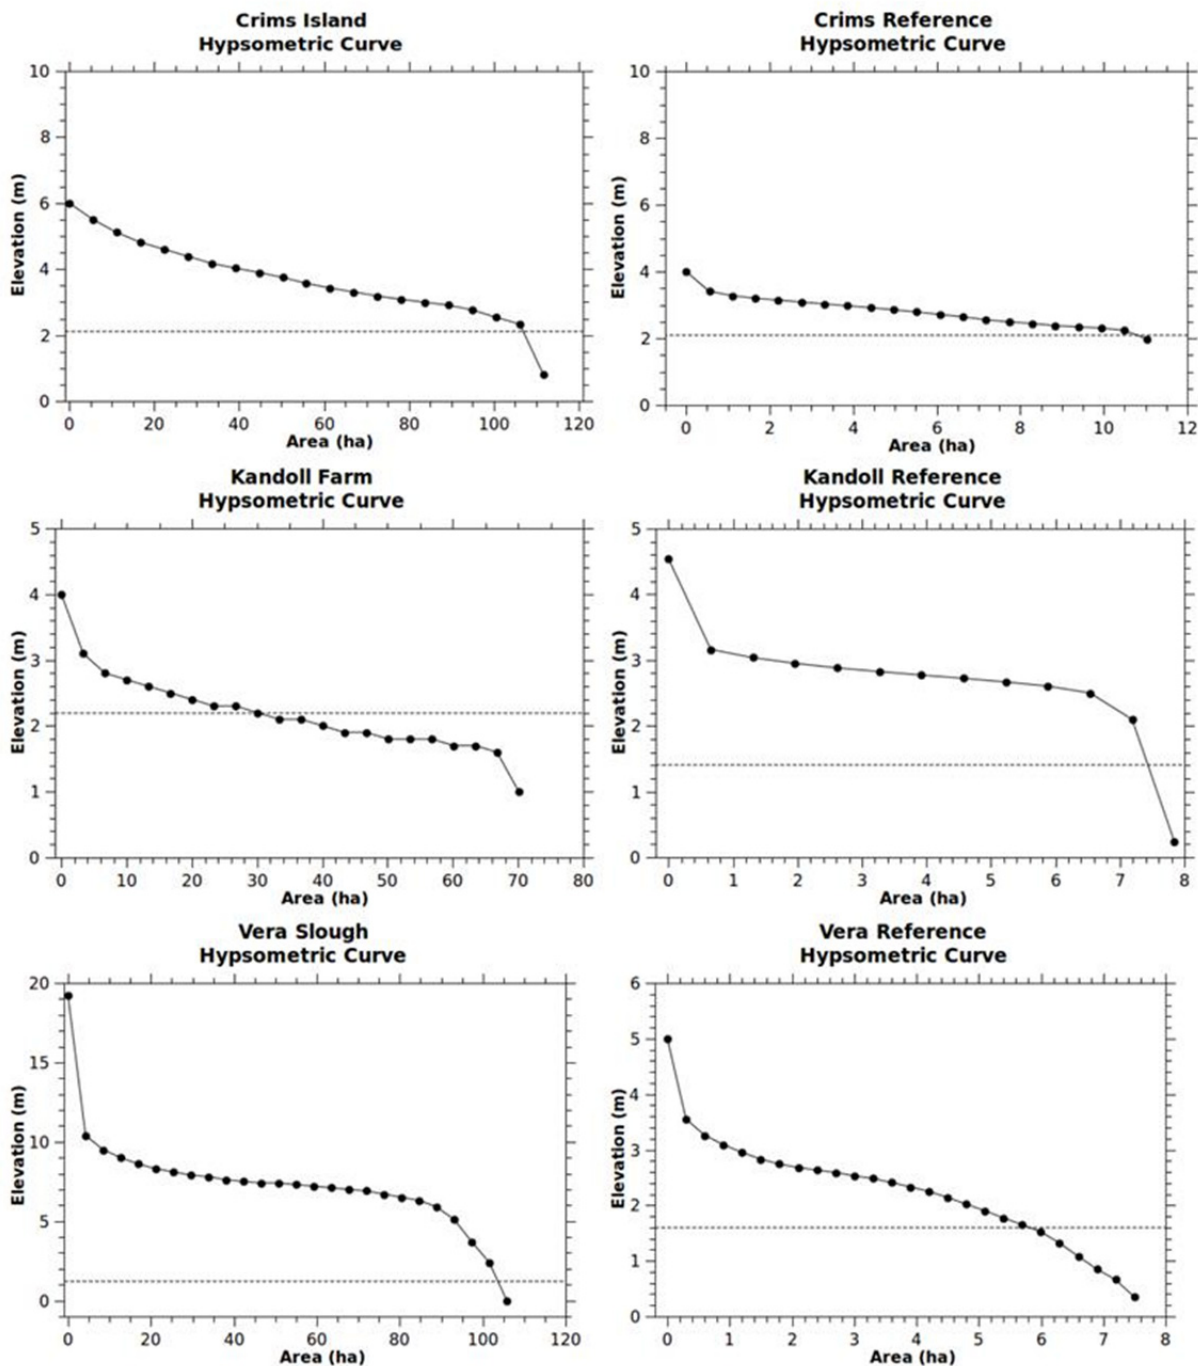 Crims Island
Hypsometric Curve
10
8
6
4
2
0
Elevation (m)
0 20 40 60 80 100 120
Area (ha)
Crims Reference
Hypsometric Curve
10
8
6
4
2
0
Elevation (m)
0 2 4 6 8 10 12
Area (ha)
Kandoll Farm
Hypsometric Curve
5
4
3
2
1
0
Elevation (m)
0 10 20 30 40 50 60 70 80
Area (ha)
Kandoll Reference
Hypsometric Curve
5
4
3
2
1
0
Elevation (m)
0 1 2 3 4 5 6 7 8
Area (ha)
Vera Slough
Hypsometric Curve
20
15
10
5
0
Elevation (m)
0 20 40 60 80 100 120
Area (ha)
Vera Reference
Hypsometric Curve
6
5
4
3
2
1
0
Elevation (m)
0 1 2 3 4 5 6 7 8
Area (ha)